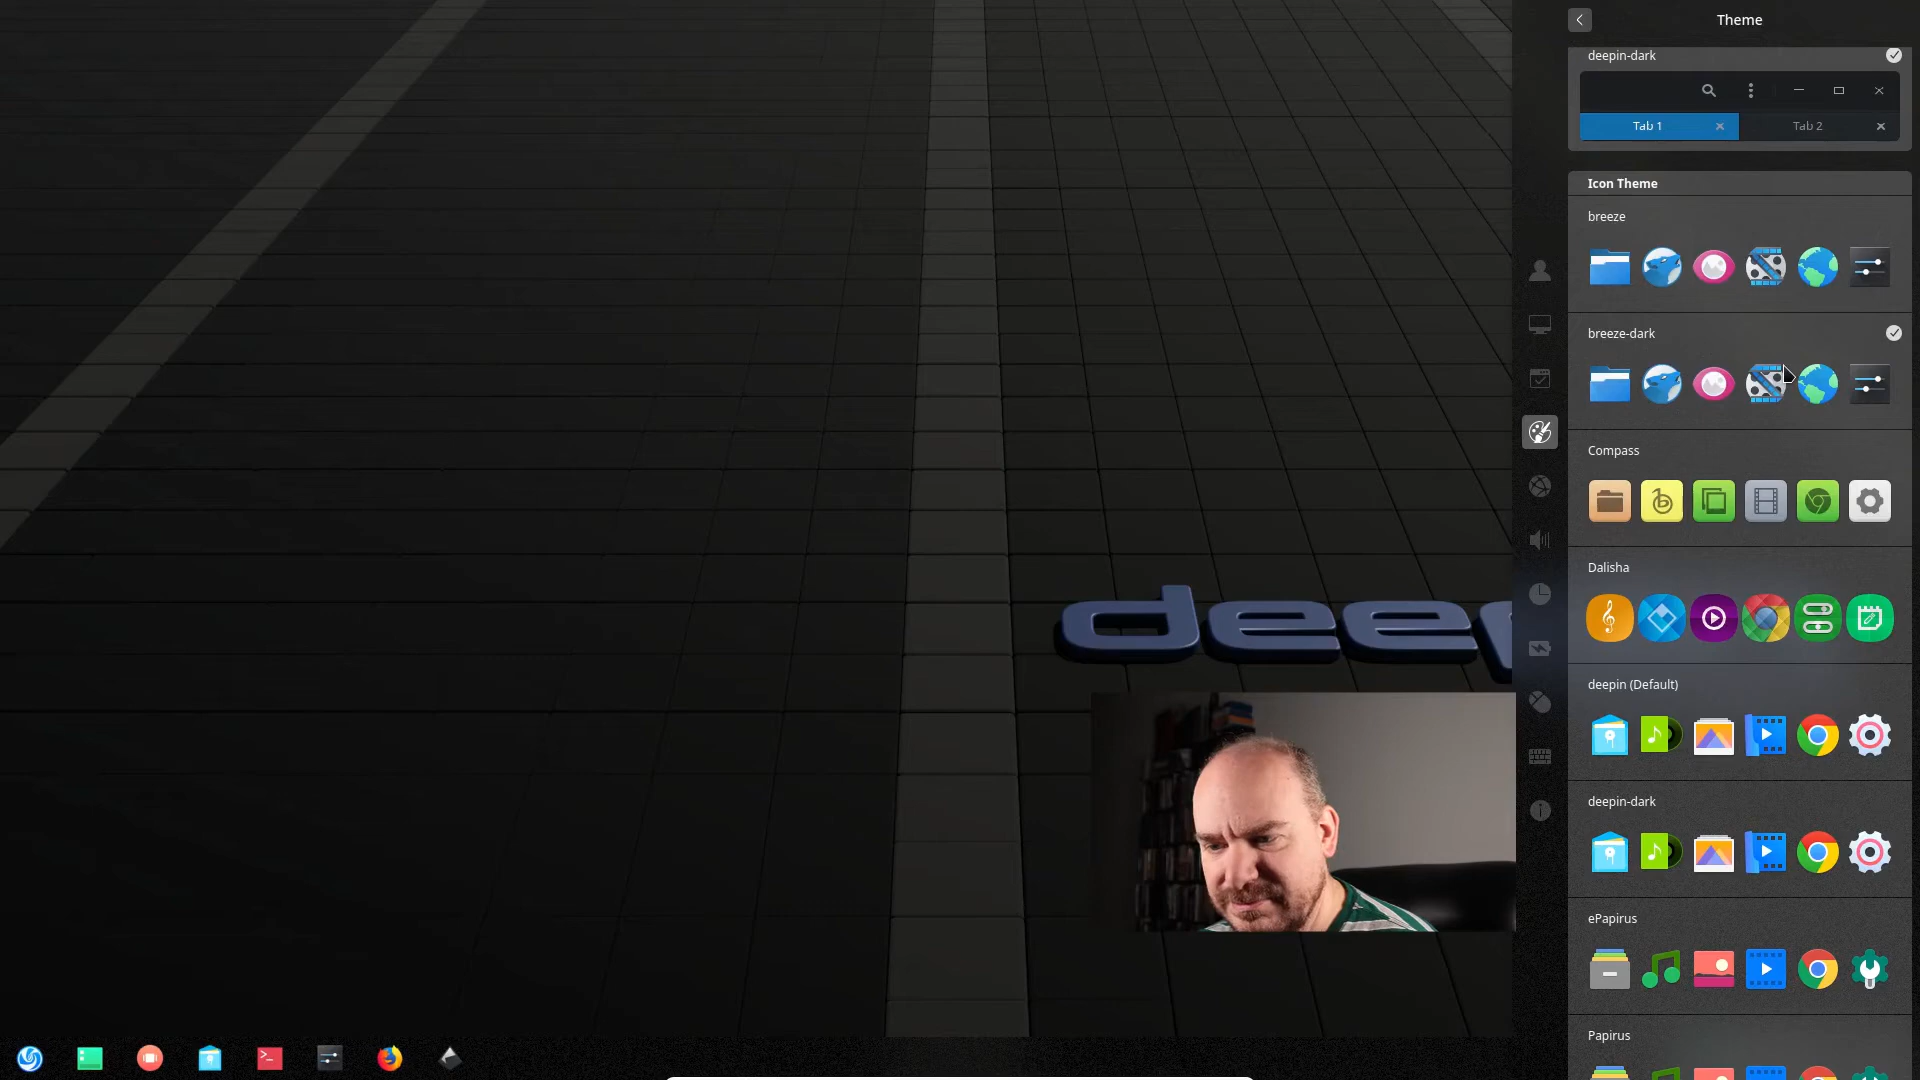 Theme
deepin-dark
Tab 1
Tab 2
Icon Theme
breeze
breeze-dark
Compass
Dalisha
deepin (Default)
deepin-dark
ePapirus
Papirus